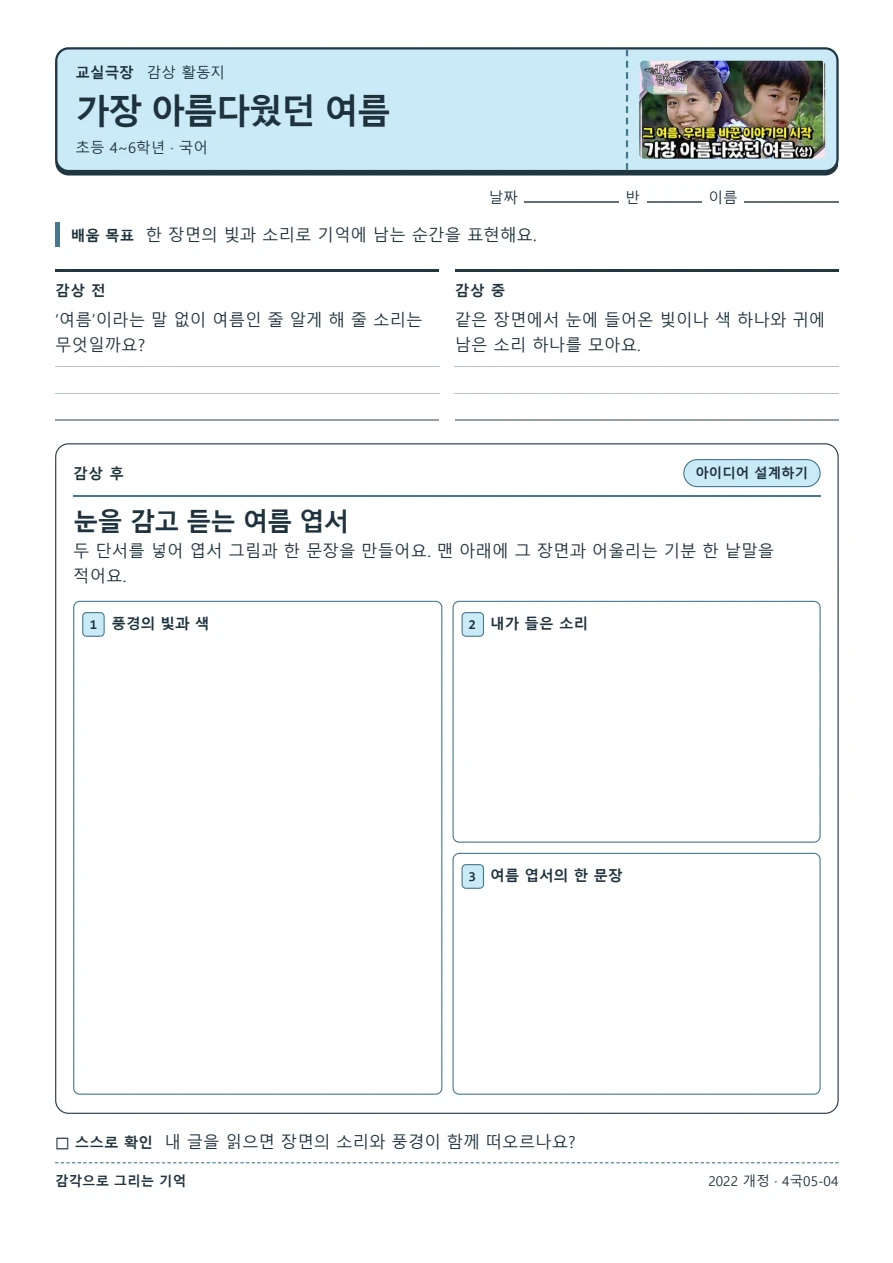 교실극장 감상 활동지
가장 아름다웠던 여름
초등 4~6학년 · 국어
그 여름, 우리를 바꾼 이야기의 시작
가장 아름다웠던 여름(상)
날짜 반 이름
배움 목표 한 장면의 빛과 소리로 기억에 남는 순간을 표현해요.
감상 전
‘여름’이라는 말 없이 여름인 줄 알게 해 줄 소리는
무엇일까요?
감상 중
같은 장면에서 눈에 들어온 빛이나 색 하나와 귀에
남은 소리 하나를 모아요.
감상 후
아이디어 설계하기
눈을 감고 듣는 여름 엽서
두 단서를 넣어 엽서 그림과 한 문장을 만들어요. 맨 아래에 그 장면과 어울리는 기분 한 낱말을
적어요.
1 풍경의 빛과 색
2 내가 들은 소리
3 여름 엽서의 한 문장
□ 스스로 확인 내 글을 읽으면 장면의 소리와 풍경이 함께 떠오르나요?
감각으로 그리는 기억
2022 개정 · 4국05-04